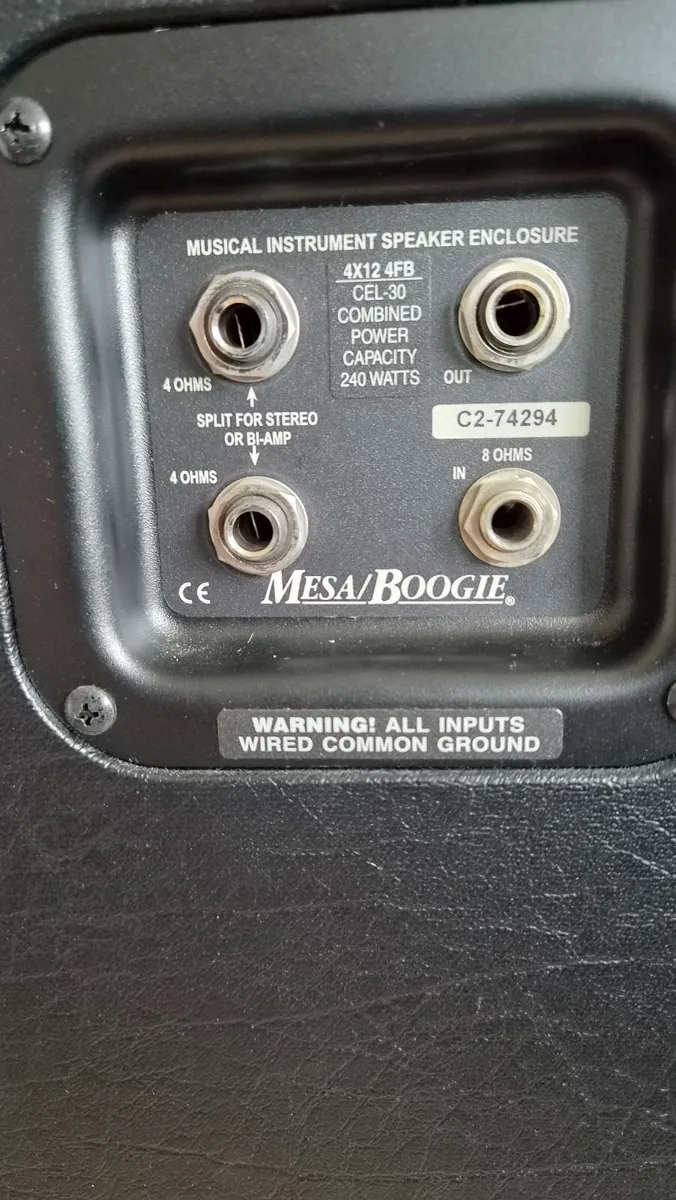 MUSICAL INSTRUMENT SPEAKER ENCLOSURE
4X12 4FB
CEL-30
COMBINED
POWER
CAPACITY
240 WATTS
4 OHMS
SPLIT FOR STEREO
OR BI-AMP
4 OHMS
OUT
C2-74294
8 OHMS
IN
CE
MESA/BOOGIE®
WARNING! ALL INPUTS
WIRED COMMON GROUND